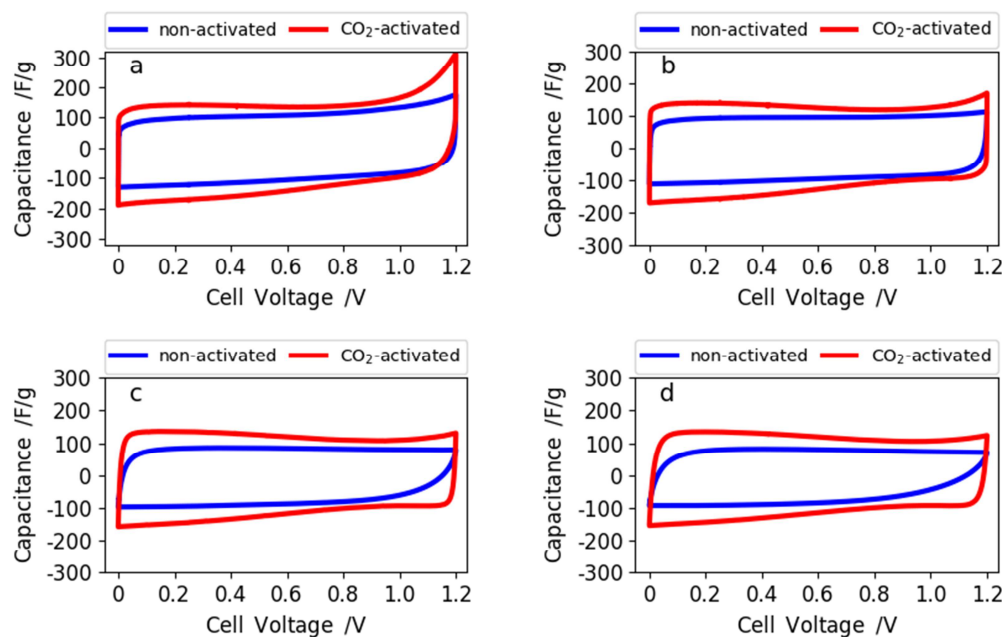 non-activated CO₂-activated
a
300
200
100
0
-100
-200
-300
Capacitance /F/g
0 0.2 0.4 0.6 0.8 1.0 1.2
Cell Voltage /V
non-activated CO₂-activated
b
300
200
100
0
-100
-200
-300
Capacitance /F/g
0 0.2 0.4 0.6 0.8 1.0 1.2
Cell Voltage /V
non-activated CO₂-activated
c
300
200
100
0
-100
-200
-300
Capacitance /F/g
0 0.2 0.4 0.6 0.8 1.0 1.2
Cell Voltage /V
non-activated CO₂-activated
d
300
200
100
0
-100
-200
-300
Capacitance /F/g
0 0.2 0.4 0.6 0.8 1.0 1.2
Cell Voltage /V